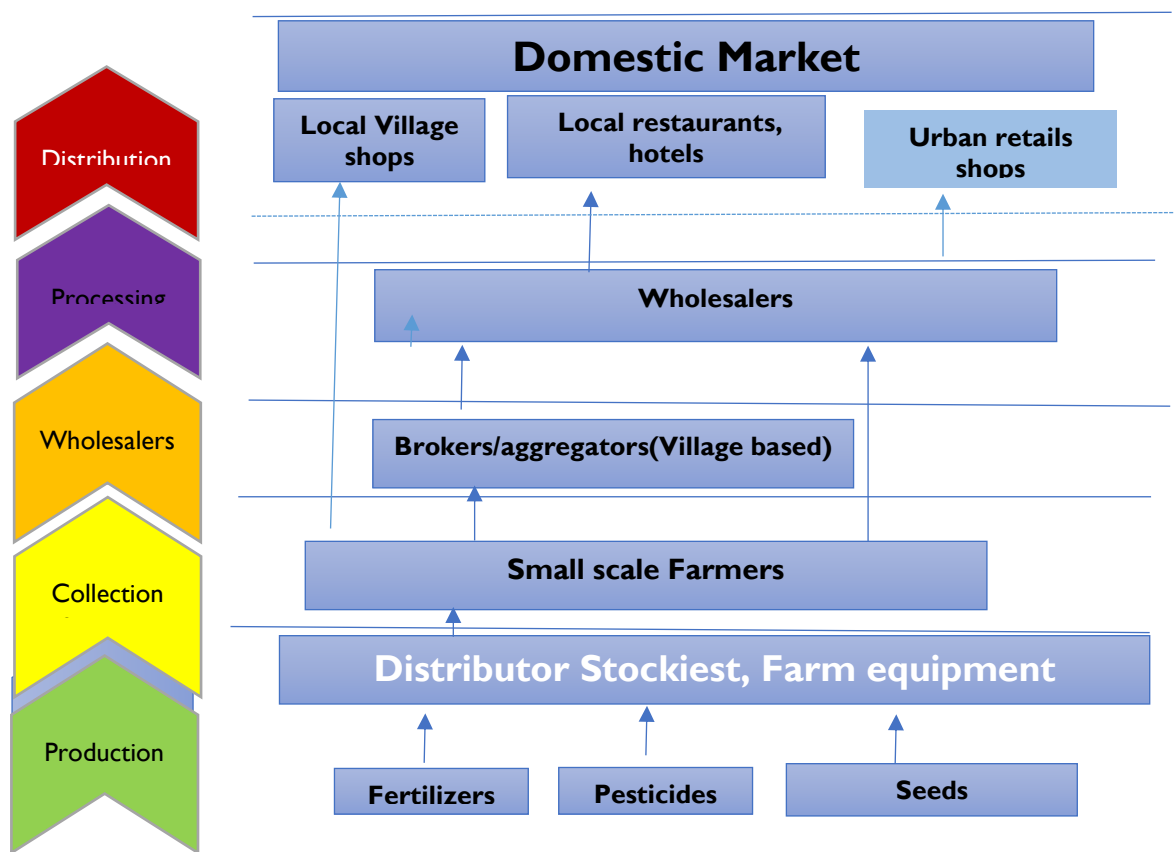 Domestic Market
Local Village
shops
Local restaurants,
hotels
Urban retails
shops
Distribution
Processing
Wholesalers
Wholesalers
Brokers/aggregators(Village based)
Collection
Small scale Farmers
Distributor Stockiest, Farm equipment
Production
Fertilizers
Pesticides
Seeds